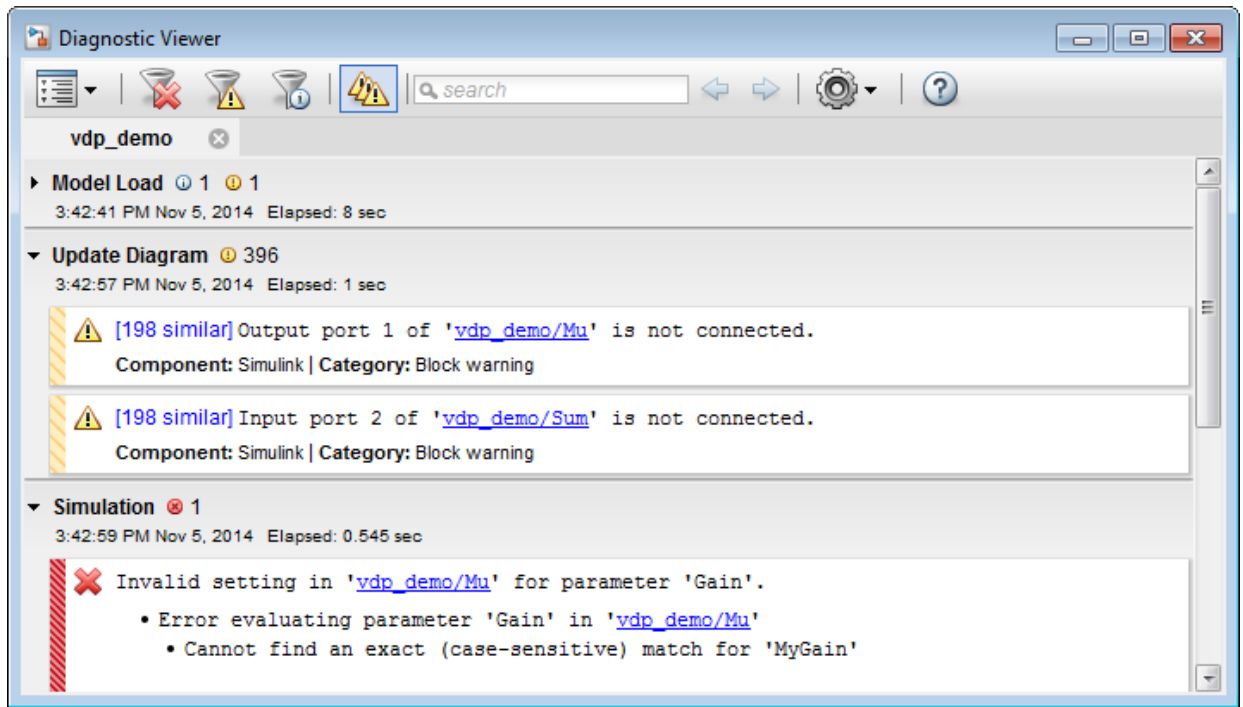 Diagnostic Viewer
search
vdp_demo
Model Load 1 1
3:42:41 PM Nov 5, 2014 Elapsed: 8 sec
Update Diagram 396
3:42:57 PM Nov 5, 2014 Elapsed: 1 sec
[198 similar] Output port 1 of 'vdp_demo/Mu' is not connected.
Component: Simulink | Category: Block warning
[198 similar] Input port 2 of 'vdp_demo/Sum' is not connected.
Component: Simulink | Category: Block warning
Simulation 1
3:42:59 PM Nov 5, 2014 Elapsed: 0.545 sec
Invalid setting in 'vdp_demo/Mu' for parameter 'Gain'.
• Error evaluating parameter 'Gain' in 'vdp_demo/Mu'
• Cannot find an exact (case-sensitive) match for 'MyGain'